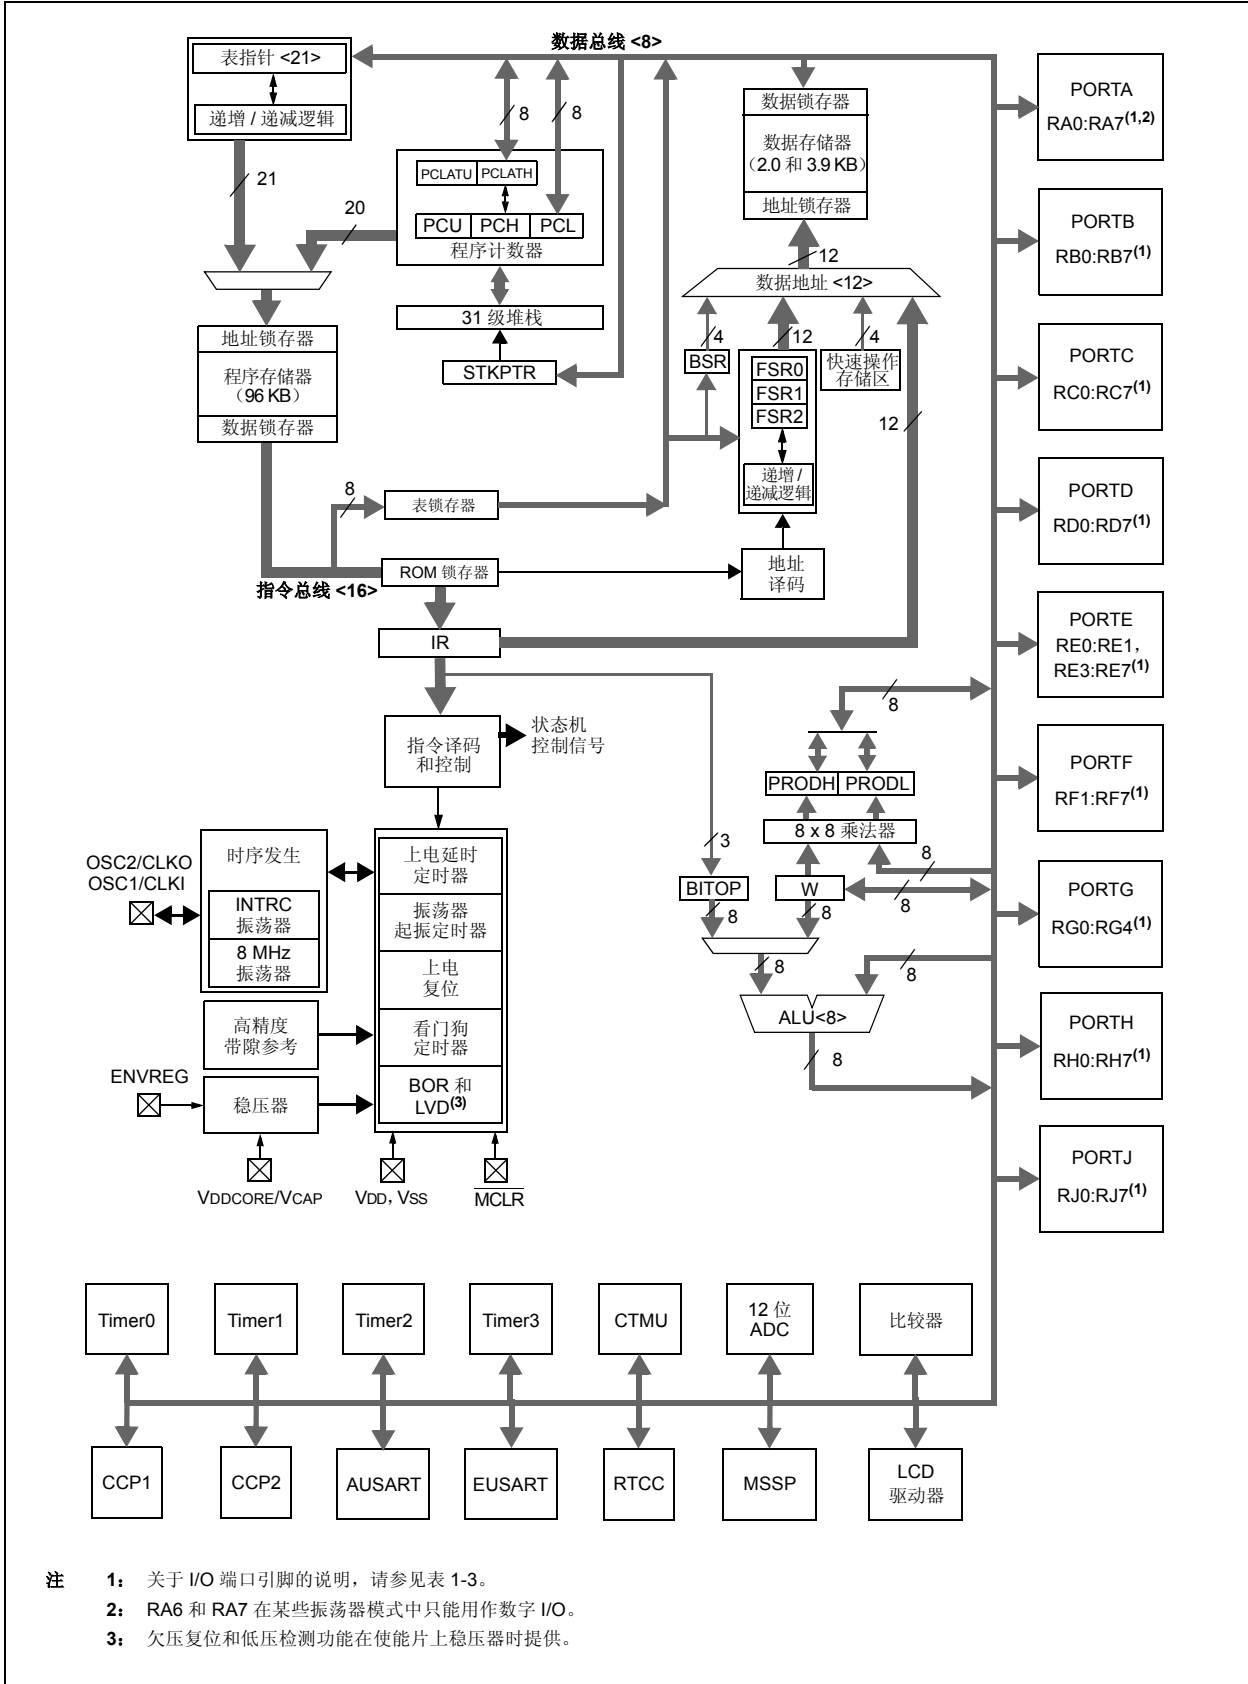 数据总线 <8>
表指针 <21>
递增 / 递减逻辑
21
8
8
PCLATU PCLATH
PCU PCH PCL
程序计数器
20
31 级堆栈
STKPTR
地址锁存器
程序存储器
(96 KB)
数据锁存器
数据锁存器
数据存储器
(2.0 和 3.9 KB)
地址锁存器
12
数据地址 <12>
4
12
4
BSR
FSR0
FSR1
FSR2
快速操作
存储区
12
递增 /
递减逻辑
8
表锁存器
ROM 锁存器
地址
译码
指令总线 <16>
IR
指令译码
和控制
状态机
控制信号
8
PRODH PRODL
8 x 8 乘法器
3
8
BITOP
W
8
8
8
8
8
ALU<8>
8
OSC2/CLKO
OSC1/CLKI
时序发生
INTRC
振荡器
8 MHz
振荡器
上电延时
定时器
振荡器
起振定时器
上电
复位
看门狗
定时器
BOR 和
LVD(3)
高精度
带隙参考
ENVREG
稳压器
VDDCORE/VCAP
VDD, VSS
MCLR
PORTA
RA0:RA7(1,2)
PORTB
RB0:RB7(1)
PORTC
RC0:RC7(1)
PORTD
RD0:RD7(1)
PORTE
RE0:RE1,
RE3:RE7(1)
PORTF
RF1:RF7(1)
PORTG
RG0:RG4(1)
PORTH
RH0:RH7(1)
PORTJ
RJ0:RJ7(1)
Timer0
Timer1
Timer2
Timer3
CTMU
12 位
ADC
比较器
CCP1
CCP2
AUSART
EUSART
RTCC
MSSP
LCD
驱动器
注 1: 关于 I/O 端口引脚的说明，请参见表 1-3。
2: RA6 和 RA7 在某些振荡器模式中只能用作数字 I/O。
3: 欠压复位和低压检测功能在使能片上稳压器时提供。